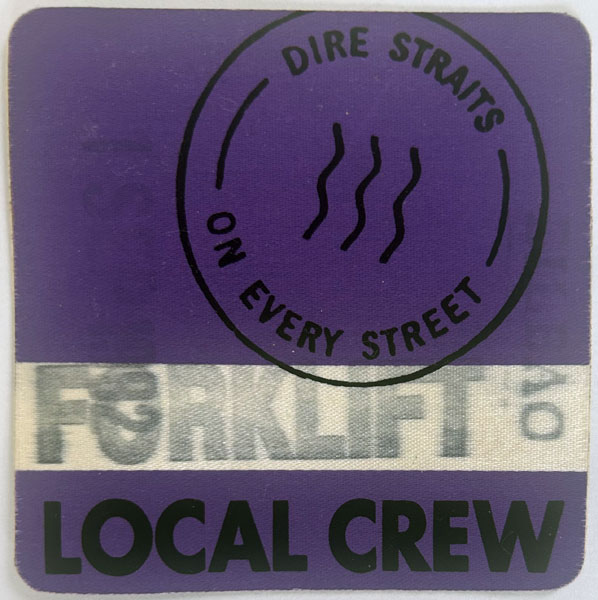 DIRE STRAITS
ON EVERY STREET
FORKLIFT
LOCAL CREW